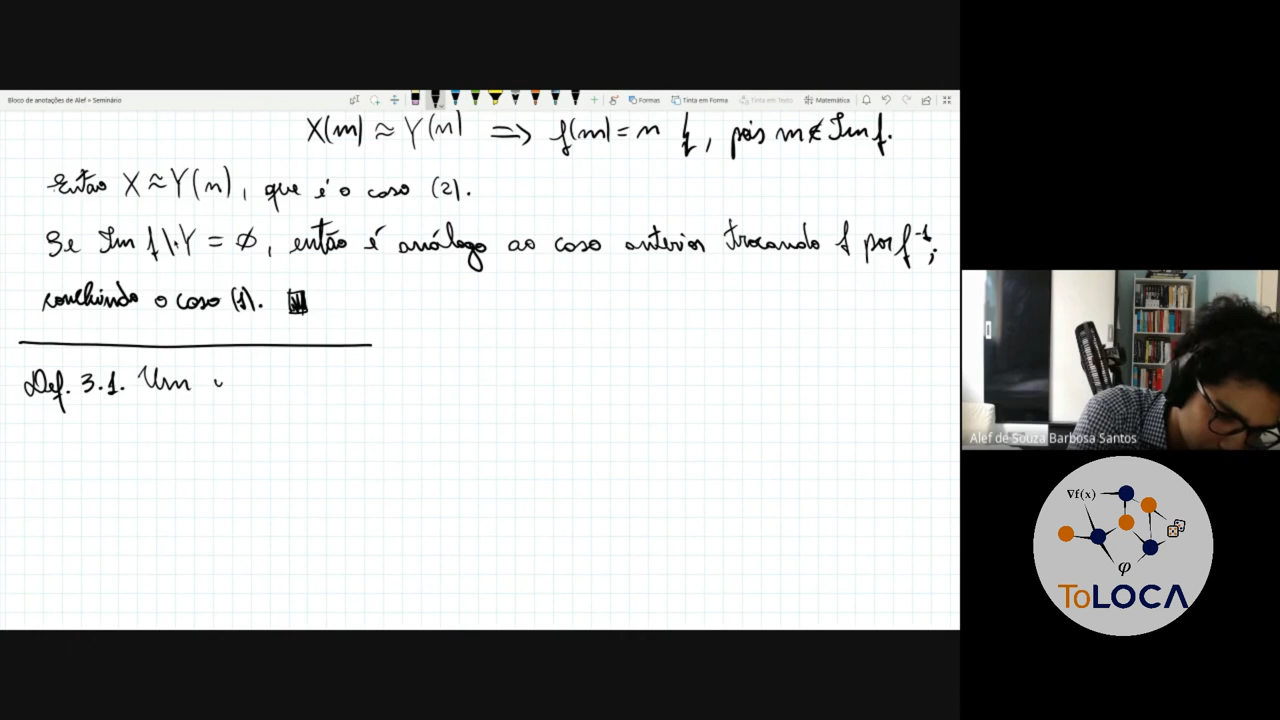 Bloco de anotações de Alef » Seminário
Formas Tinta em Forma Tinta em Texto Matemática
X(m) ≈ Y(n) ⟹ f(m) = n ↯, pois n ∉ Im f.
Então X ≈ Y(n), que é o caso (2).
Se Im f \ Y = ∅, então é análogo ao caso anterior trocando f por f⁻¹,
concluindo o caso (1).
Def. 3.1. Um
Alef de Souza Barbosa Santos
∇f(x)
φ
ToLOCA